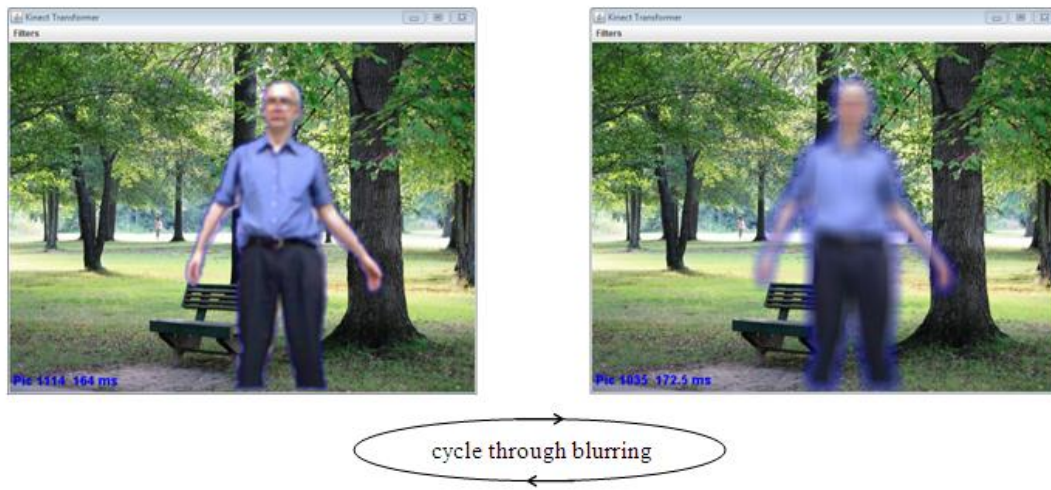 Kinect Transformer
Filters
Pic 1114 164 ms
Kinect Transformer
Filters
Pic 1035 172.5 ms
cycle through blurring